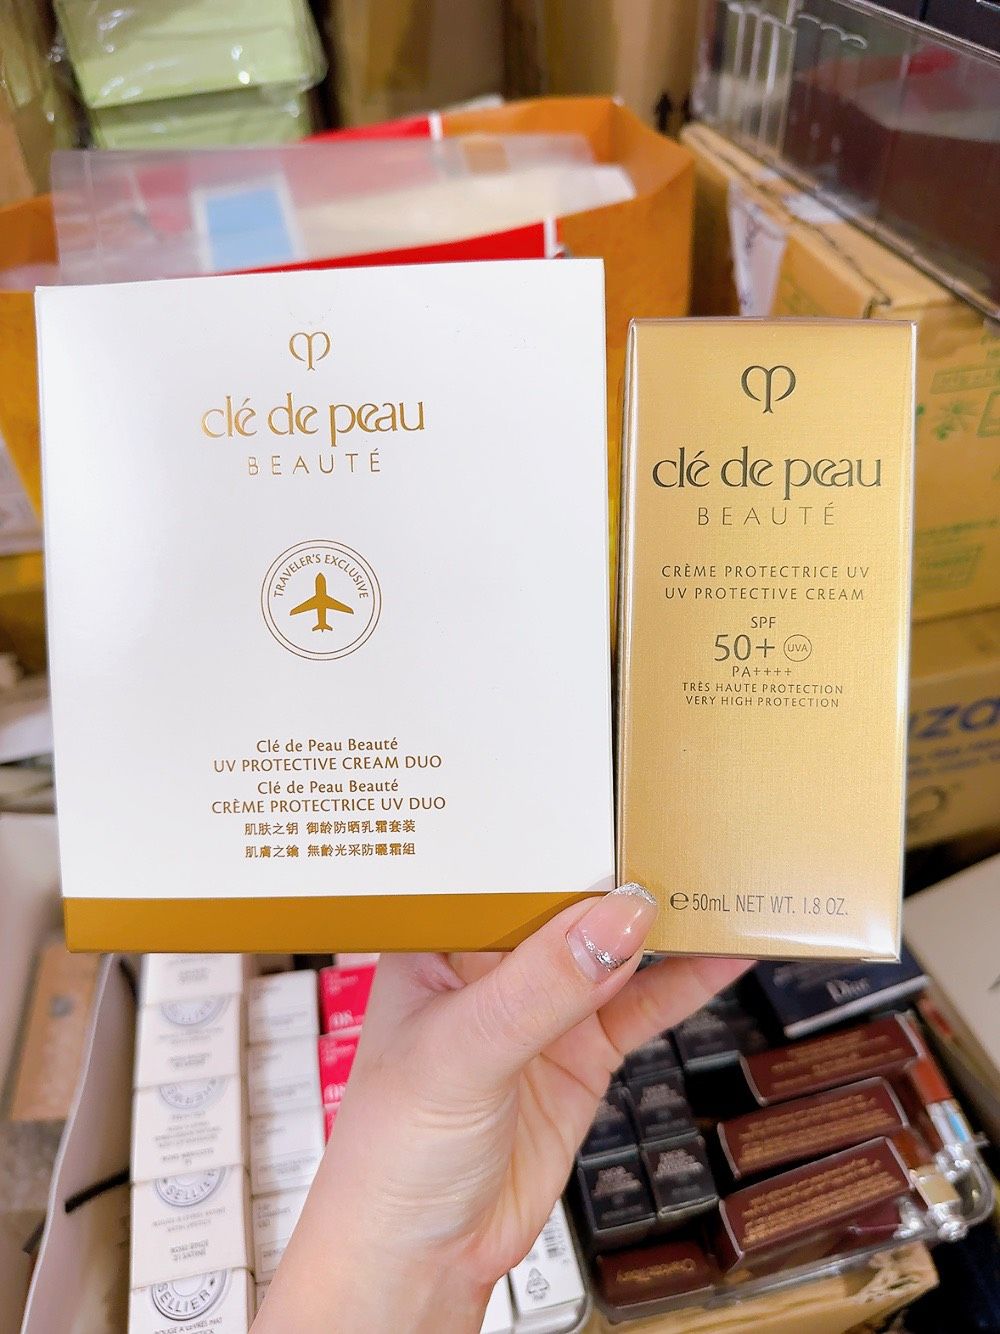 clé de peau
BEAUTÉ
TRAVELER'S EXCLUSIVE
Clé de Peau Beauté
UV PROTECTIVE CREAM DUO
Clé de Peau Beauté
CRÈME PROTECTRICE UV DUO
肌肤之钥 御龄防晒乳霜套装
肌膚之鑰 無齡光采防曬霜組
clé de peau
BEAUTÉ
CRÈME PROTECTRICE UV
UV PROTECTIVE CREAM
SPF
50+ UVA
PA++++
TRÈS HAUTE PROTECTION
VERY HIGH PROTECTION
e 50mL NET WT. 1.8 OZ.
Dior
SELLIER
SELLIER